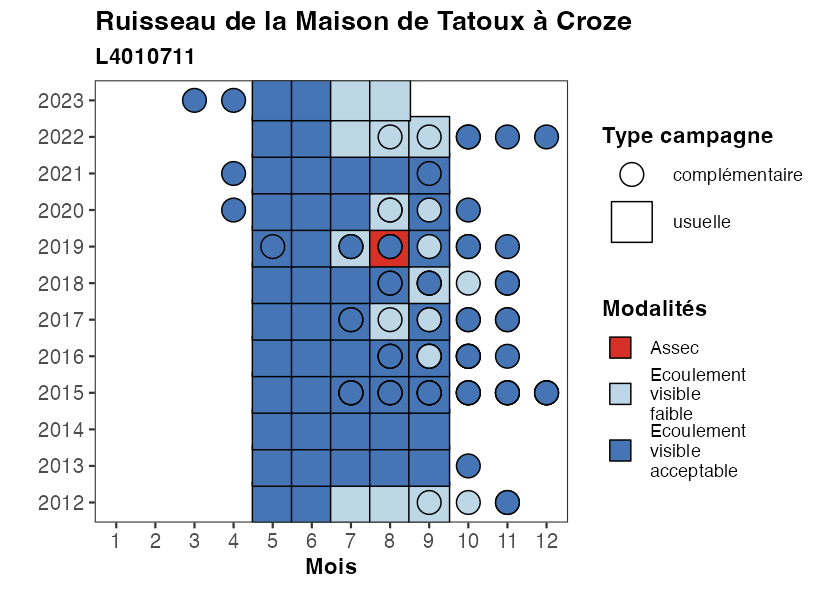 Ruisseau de la Maison de Tatoux à Croze
L4010711
2023
2022
2021
2020
2019
2018
2017
2016
2015
2014
2013
2012
1 2 3 4 5 6 7 8 9 10 11 12
Mois
Type campagne
complémentaire
usuelle
Modalités
Assec
Ecoulement
visible
faible
Ecoulement
visible
acceptable